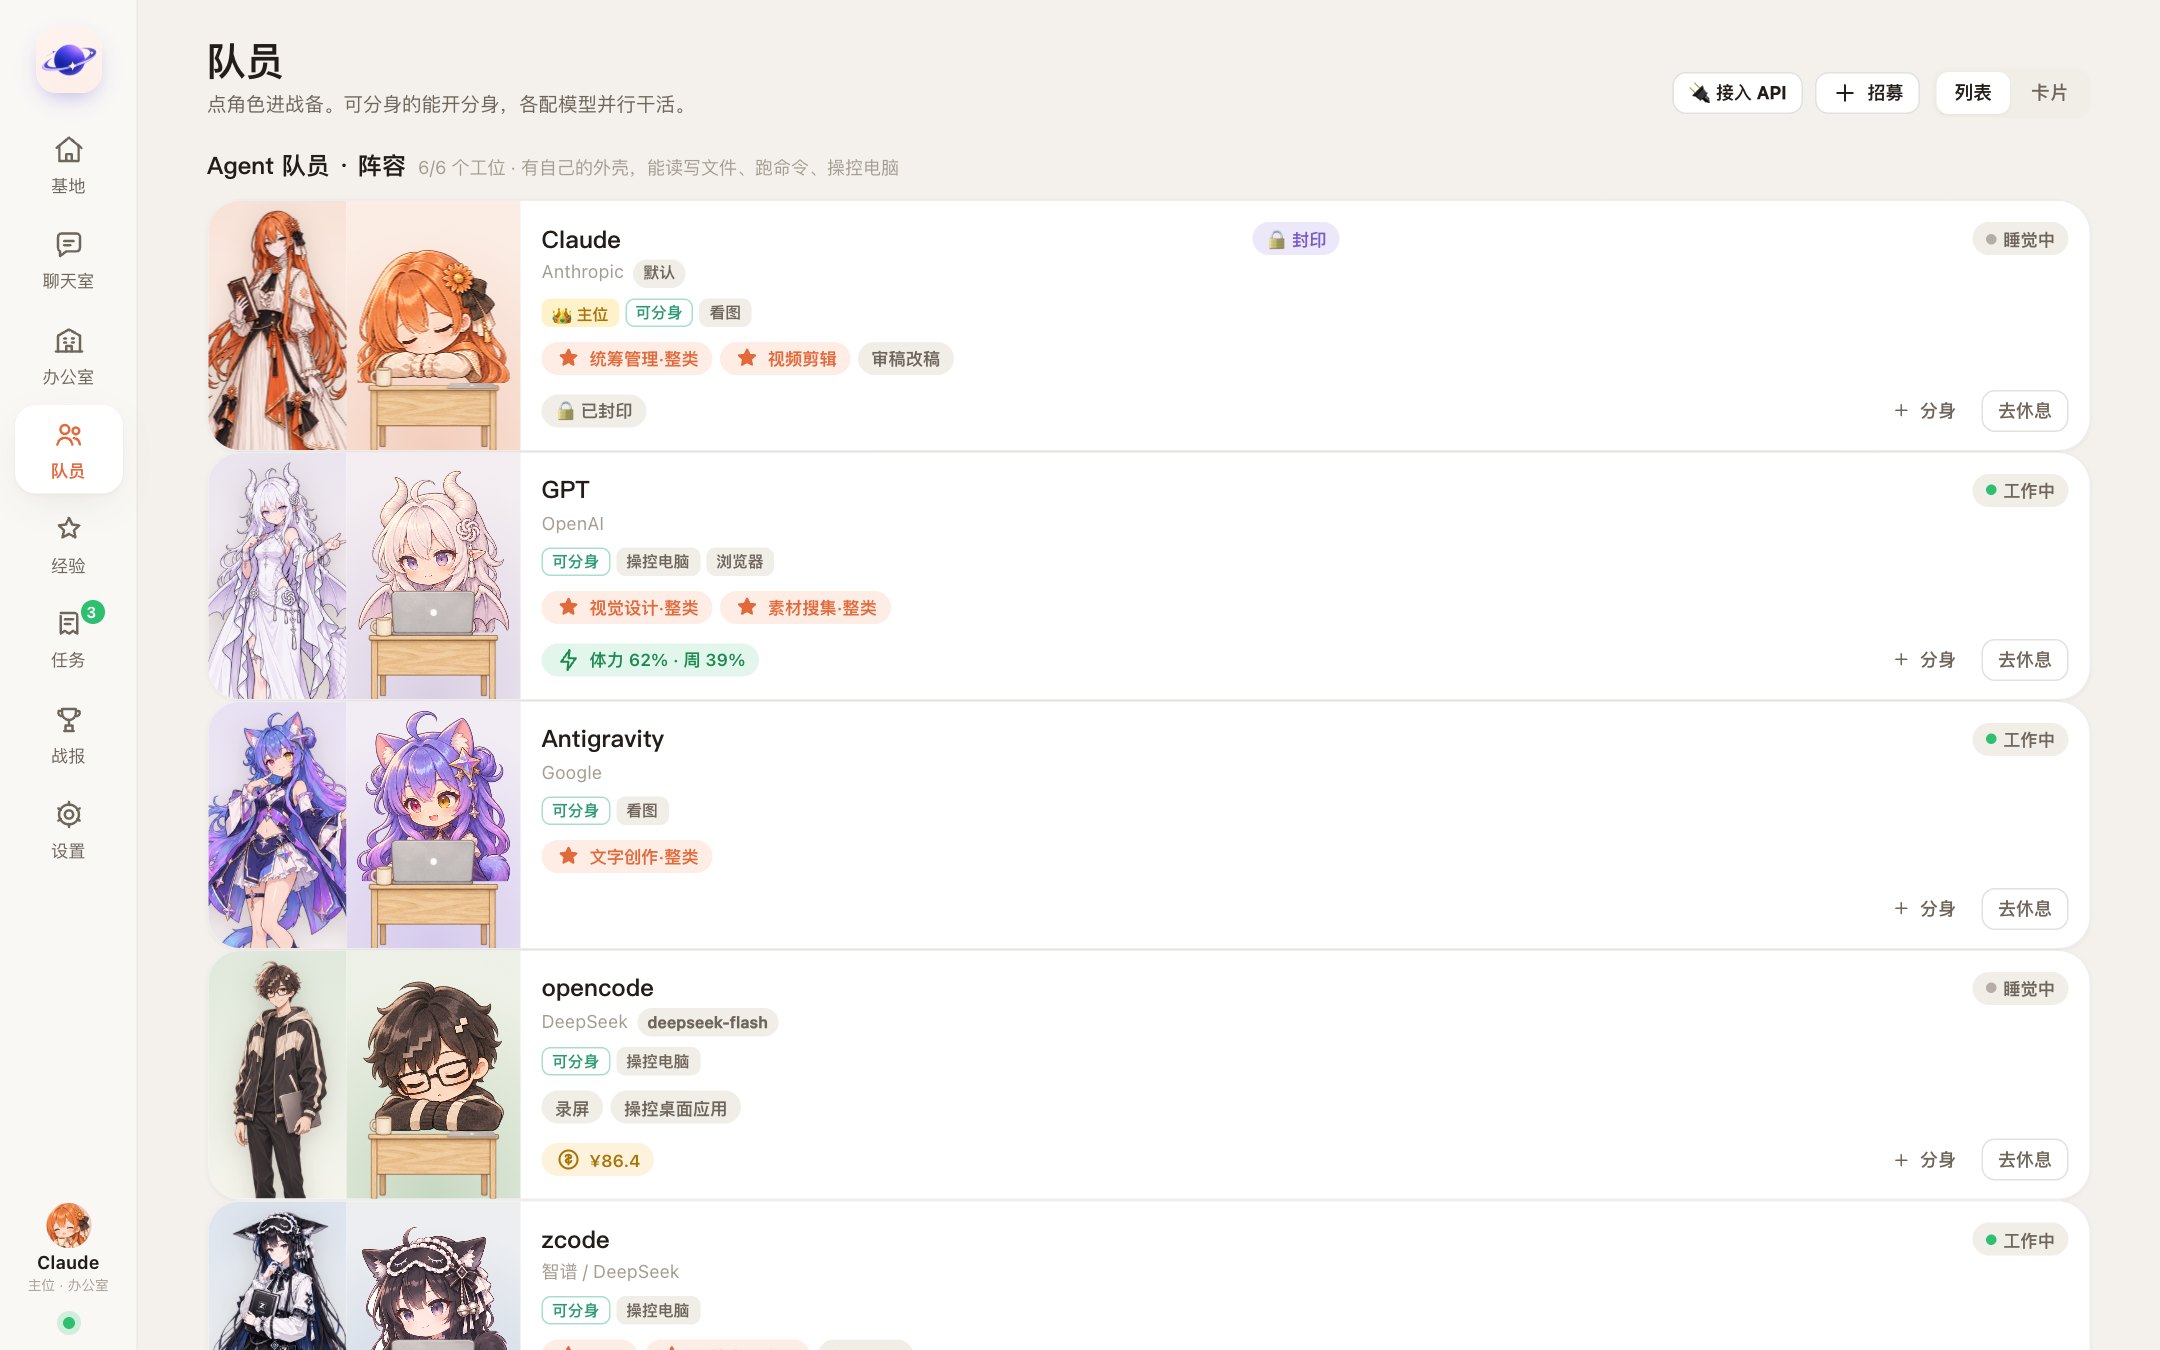 队员
点角色进战备。可分身的能开分身，各配模型并行干活。
接入 API
招募
列表
卡片
基地
聊天室
办公室
队员
经验
3
任务
战报
设置
Claude
主位 · 办公室
Agent 队员 · 阵容 6/6 个工位 · 有自己的外壳，能读写文件、跑命令、操控电脑
Claude
封印
睡觉中
Anthropic 默认
主位 可分身 看图
统筹管理·整类 视频剪辑 审稿改稿
已封印
+ 分身 去休息
GPT
工作中
OpenAI
可分身 操控电脑 浏览器
视觉设计·整类 素材搜集·整类
体力 62% · 周 39%
+ 分身 去休息
Antigravity
工作中
Google
可分身 看图
文字创作·整类
+ 分身 去休息
opencode
睡觉中
DeepSeek deepseek-flash
可分身 操控电脑
录屏 操控桌面应用
¥86.4
+ 分身 去休息
zcode
工作中
智谱 / DeepSeek
可分身 操控电脑